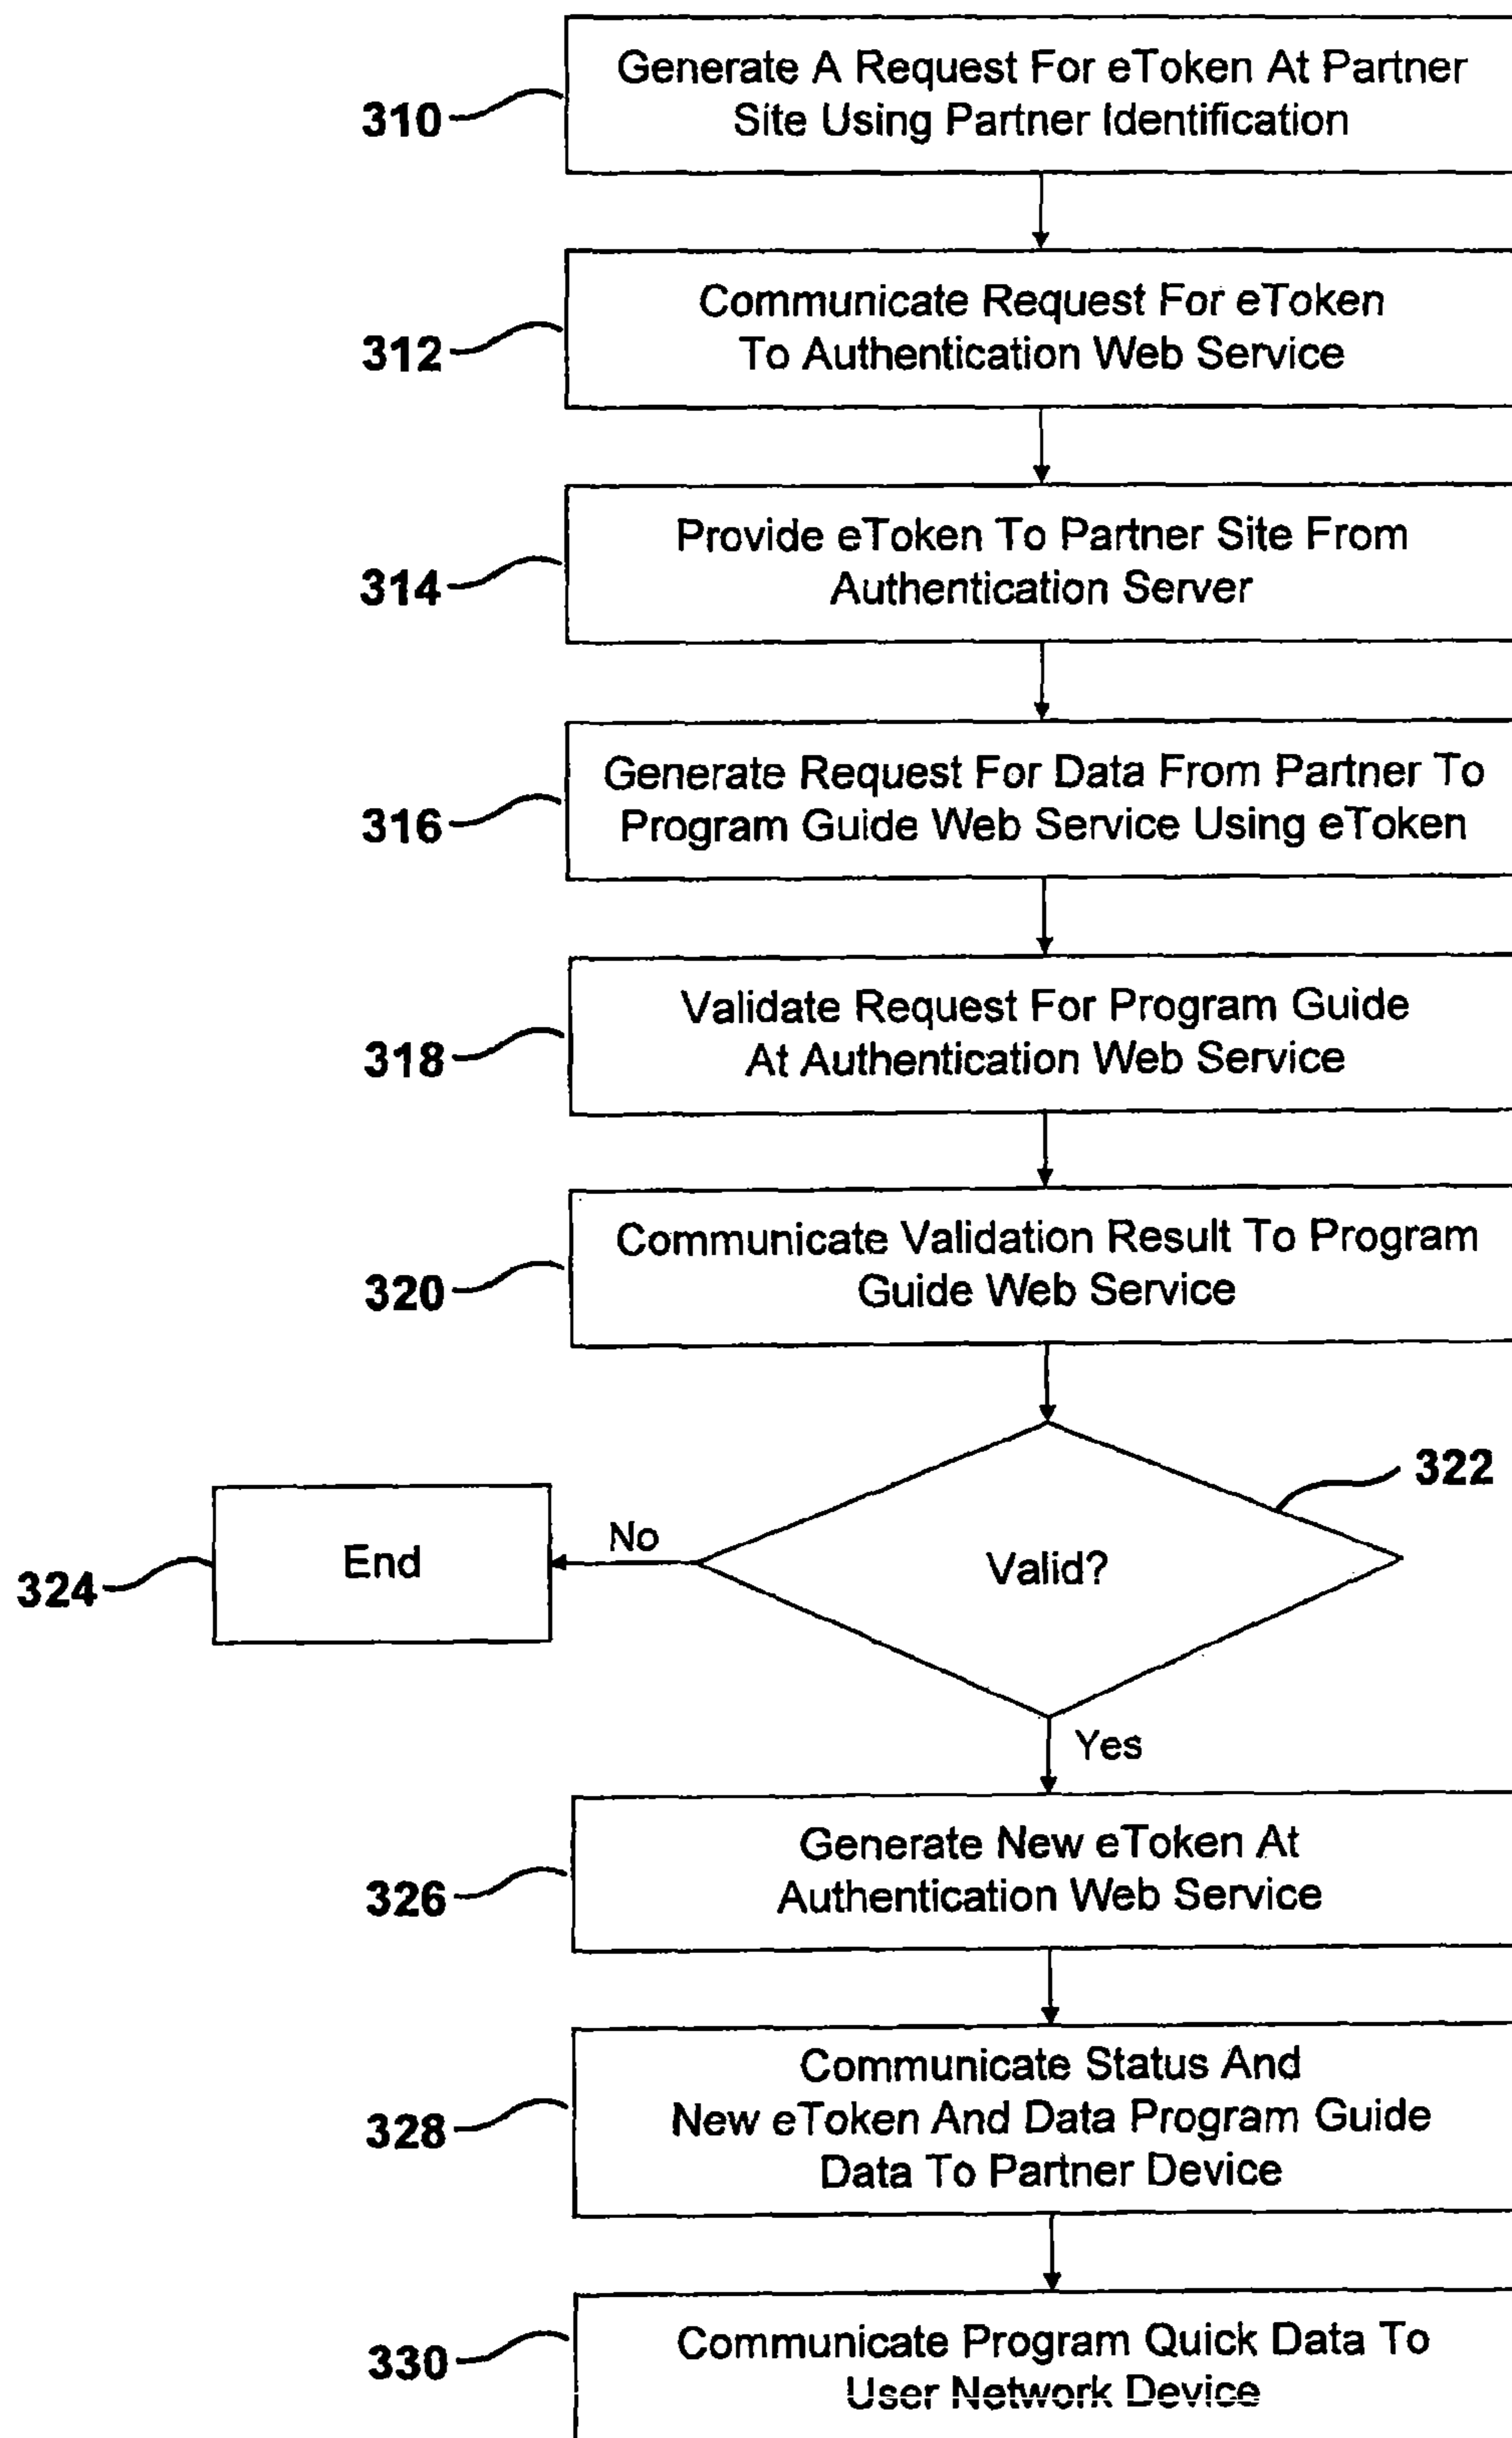 Generate A Request For eToken At Partner
Site Using Partner Identification
310
Communicate Request For eToken
To Authentication Web Service
312
Provide eToken To Partner Site From
Authentication Server
314
Generate Request For Data From Partner To
Program Guide Web Service Using eToken
316
Validate Request For Program Guide
At Authentication Web Service
318
Communicate Validation Result To Program
Guide Web Service
320
322
Valid?
No
End
324
Yes
Generate New eToken At
Authentication Web Service
326
Communicate Status And
New eToken And Data Program Guide
Data To Partner Device
328
Communicate Program Quick Data To
User Network Device
330